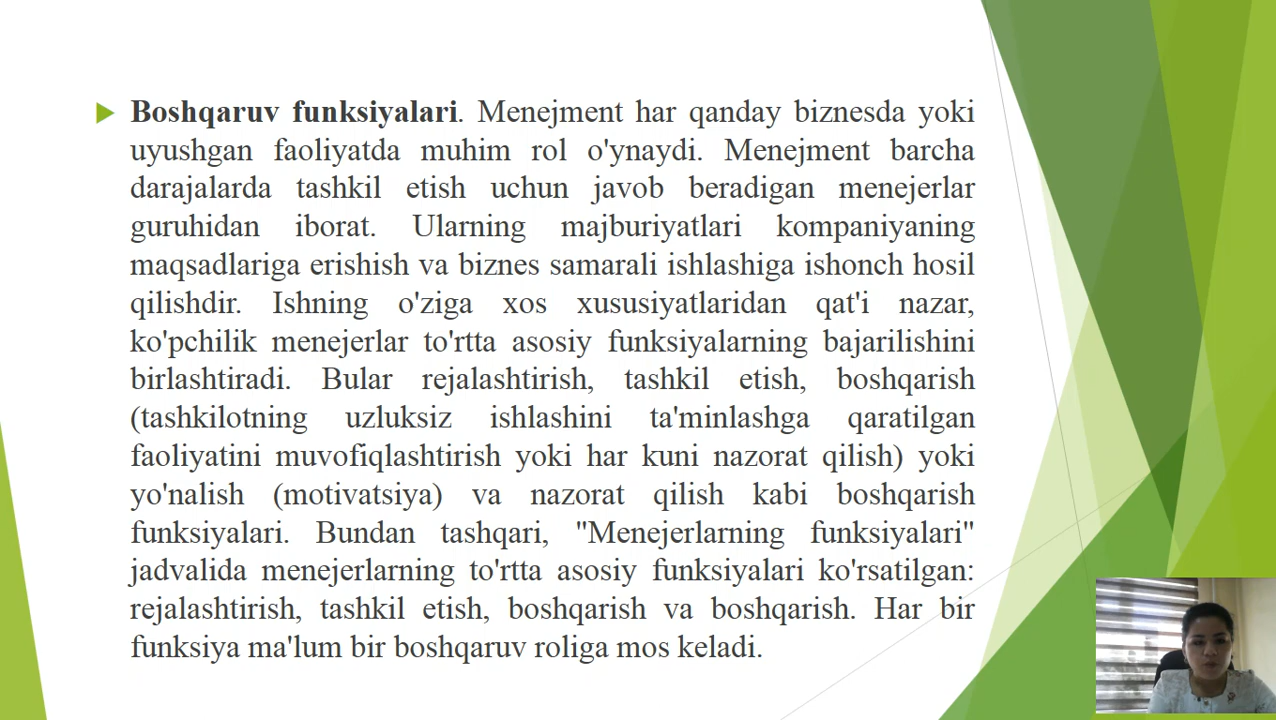 Boshqaruv funksiyalari. Menejment har qanday biznesda yoki
uyushgan faoliyatda muhim rol o'ynaydi. Menejment barcha
darajalarda tashkil etish uchun javob beradigan menejerlar
guruhidan iborat. Ularning majburiyatlari kompaniyaning
maqsadlariga erishish va biznes samarali ishlashiga ishonch hosil
qilishdir. Ishning o'ziga xos xususiyatlaridan qat'i nazar,
ko'pchilik menejerlar to'rtta asosiy funksiyalarning bajarilishini
birlashtiradi. Bular rejalashtirish, tashkil etish, boshqarish
(tashkilotning uzluksiz ishlashini ta'minlashga qaratilgan
faoliyatini muvofiqlashtirish yoki har kuni nazorat qilish) yoki
yo'nalish (motivatsiya) va nazorat qilish kabi boshqarish
funksiyalari. Bundan tashqari, "Menejerlarning funksiyalari"
jadvalida menejerlarning to'rtta asosiy funksiyalari ko'rsatilgan:
rejalashtirish, tashkil etish, boshqarish va boshqarish. Har bir
funksiya ma'lum bir boshqaruv roliga mos keladi.